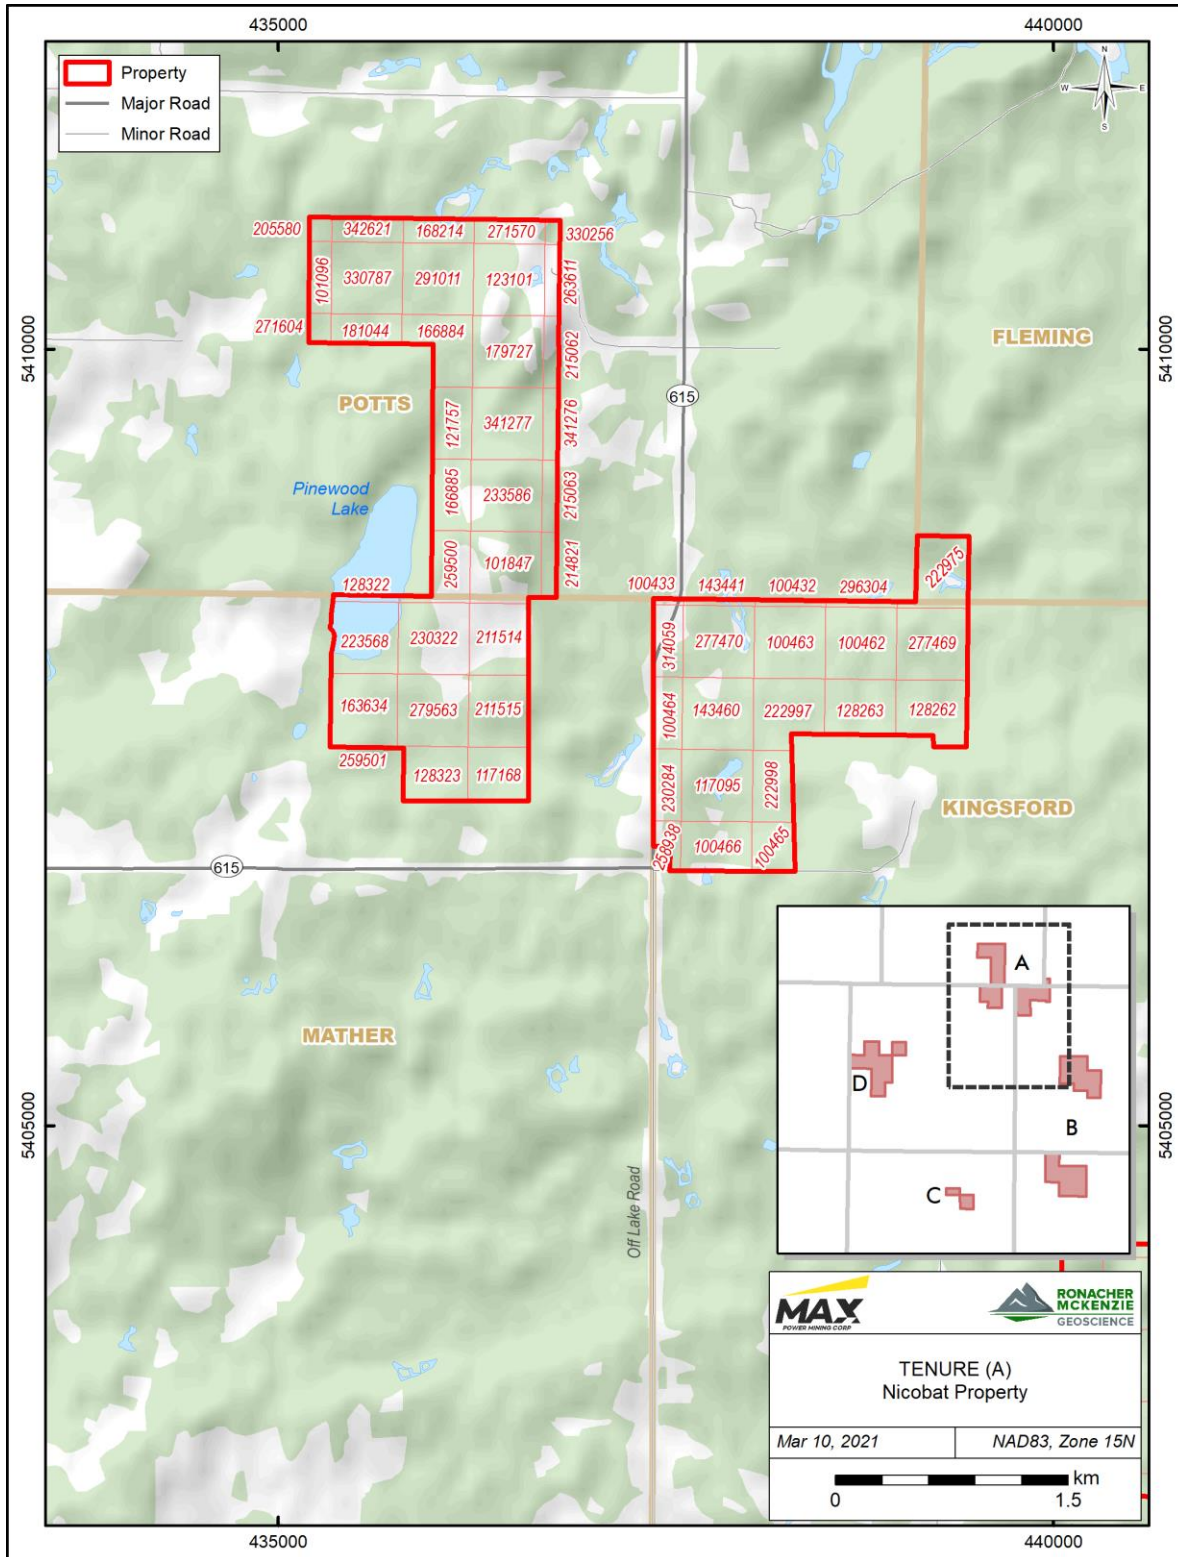 435000
440000
Property
Major Road
Minor Road
N
W
E
S
205580
342621
168214
271570
330256
101096
330787
291011
123101
263611
271604
181044
166884
179727
215062
5410000
5410000
FLEMING
POTTS
615
121757
341277
341276
Pinewood
Lake
166885
233586
215063
259500
101847
214821
222975
128322
100433
143441
100432
296304
223568
230322
211514
314059
277470
100463
100462
277469
163634
279563
211515
100464
143460
222997
128263
128262
259501
128323
117168
230284
117095
222998
KINGSFORD
258938
100466
100465
615
A
MATHER
D
B
C
5405000
5405000
Off Lake Road
MAX
POWER MINING CORP
RONACHER
MCKENZIE
GEOSCIENCE
TENURE (A)
Nicobat Property
Mar 10, 2021
NAD83, Zone 15N
km
0
1.5
435000
440000